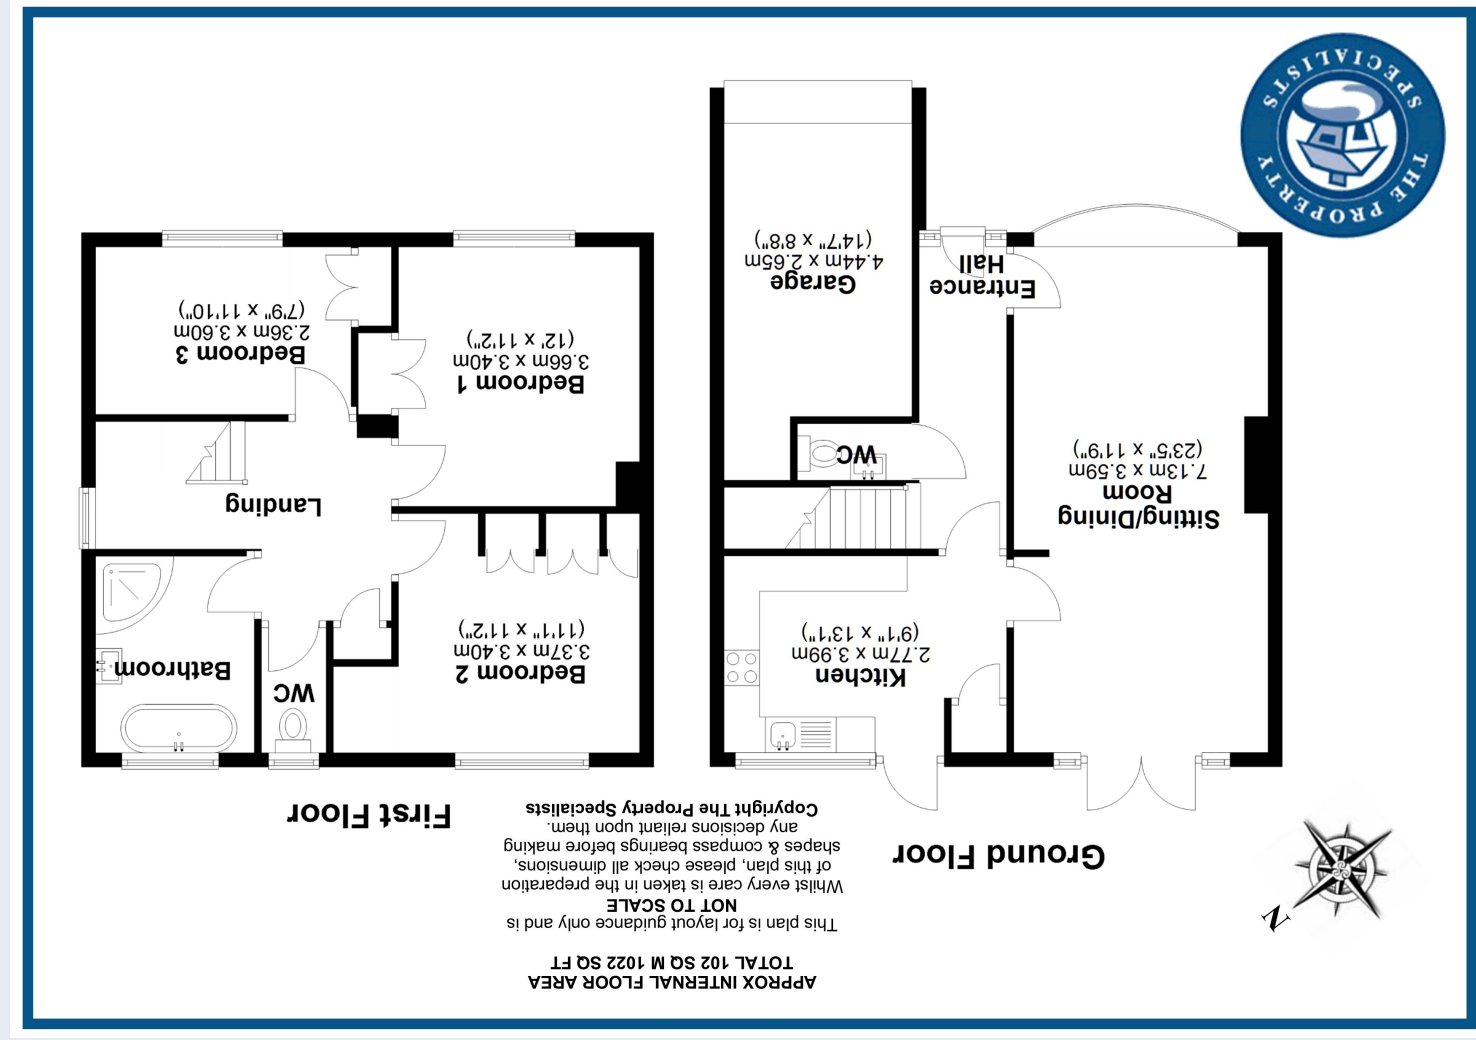 APPROX INTERNAL FLOOR AREA
TOTAL 102 SQ M 1022 SQ FT
This plan is for layout guidance only and is
NOT TO SCALE
Whilst every care is taken in the preparation
of this plan, please check all dimensions,
shapes & compass bearings before making
any decisions reliant upon them.
Copyright The Property Specialists
N
Ground Floor
Kitchen
2.77m x 3.99m
(9'1" x 13'1")
Sitting/Dining
Room
7.13m x 3.59m
(23'5" x 11'9")
WC
Entrance
Hall
Garage
4.44m x 2.65m
(14'7" x 8'8")
First Floor
Bedroom 2
3.37m x 3.40m
(11'1" x 11'2")
WC
Bathroom
Landing
Bedroom 1
3.66m x 3.40m
(12' x 11'2")
Bedroom 3
2.36m x 3.60m
(7'9" x 11'10")
THE PROPERTY
SPECIALISTS